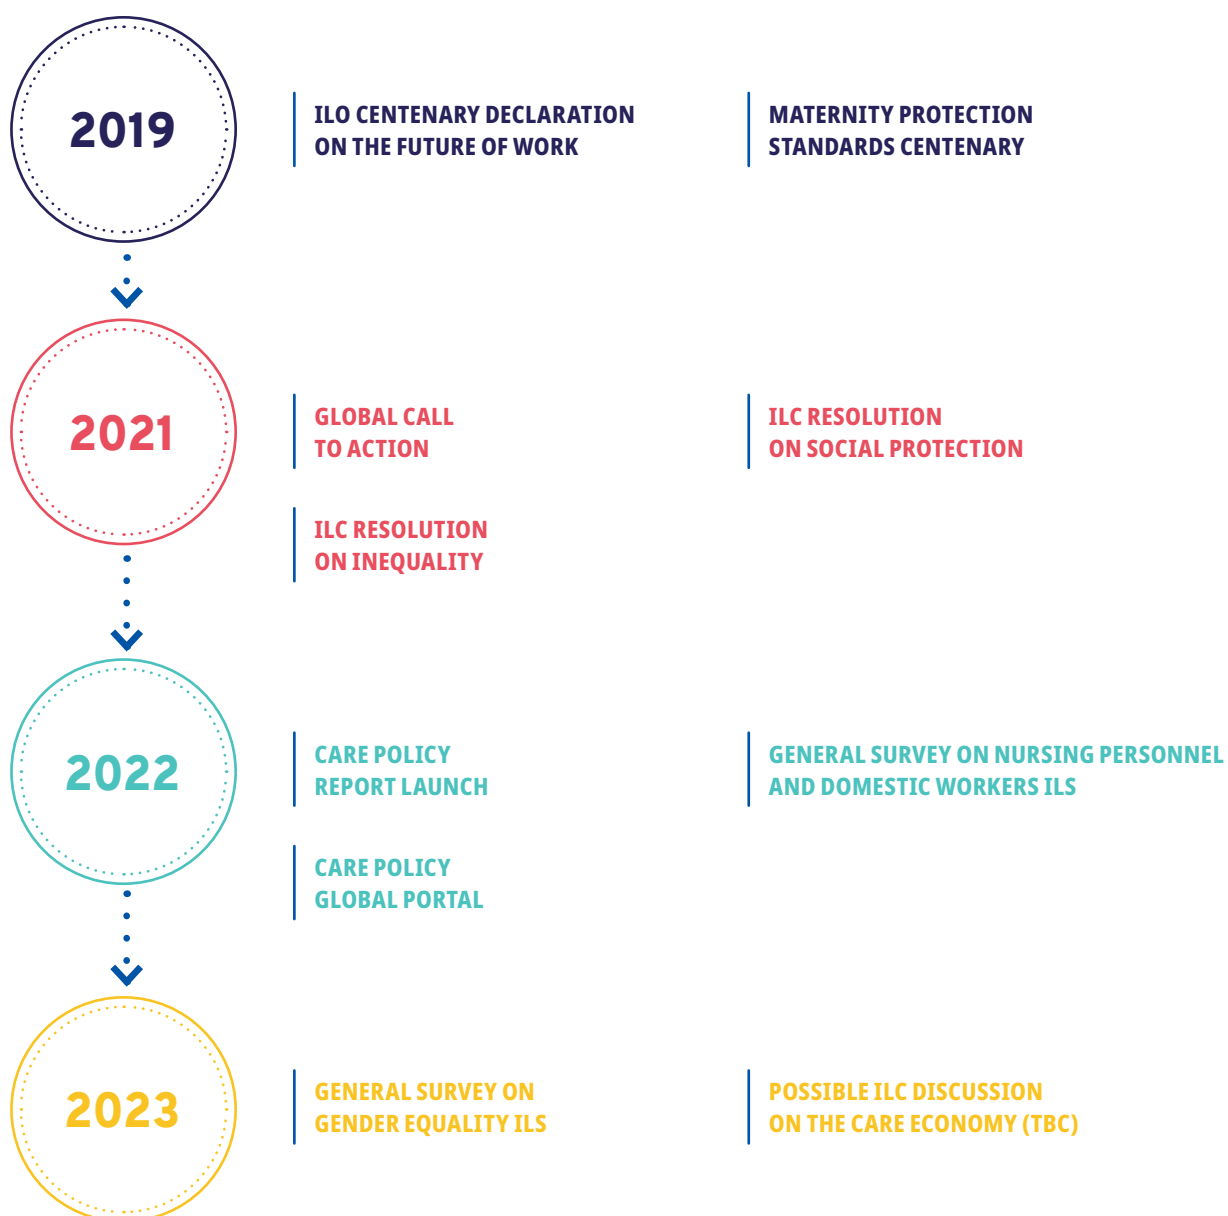 2019
ILO CENTENARY DECLARATION
ON THE FUTURE OF WORK
MATERNITY PROTECTION
STANDARDS CENTENARY
2021
GLOBAL CALL
TO ACTION
ILC RESOLUTION
ON SOCIAL PROTECTION
ILC RESOLUTION
ON INEQUALITY
2022
CARE POLICY
REPORT LAUNCH
GENERAL SURVEY ON NURSING PERSONNEL
AND DOMESTIC WORKERS ILS
CARE POLICY
GLOBAL PORTAL
2023
GENERAL SURVEY ON
GENDER EQUALITY ILS
POSSIBLE ILC DISCUSSION
ON THE CARE ECONOMY (TBC)